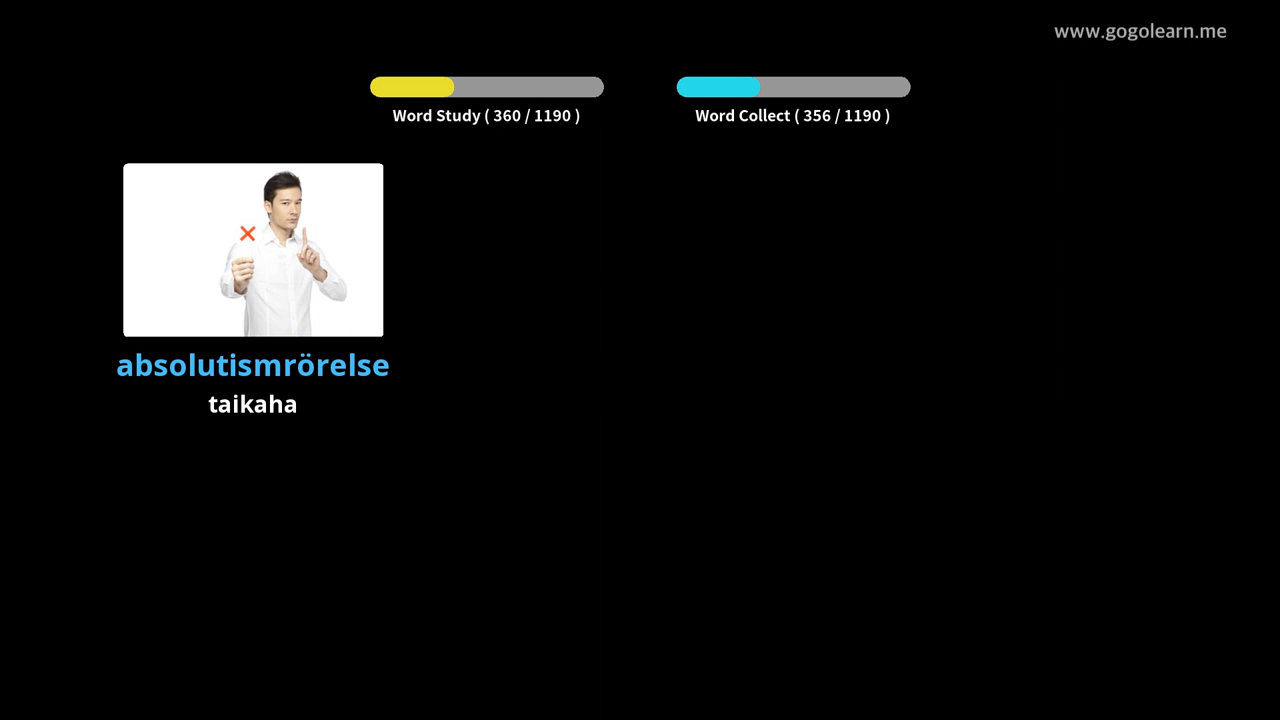 www.gogolearn.me
Word Study ( 360 / 1190 )
Word Collect ( 356 / 1190 )
absolutismrörelse
taikaha